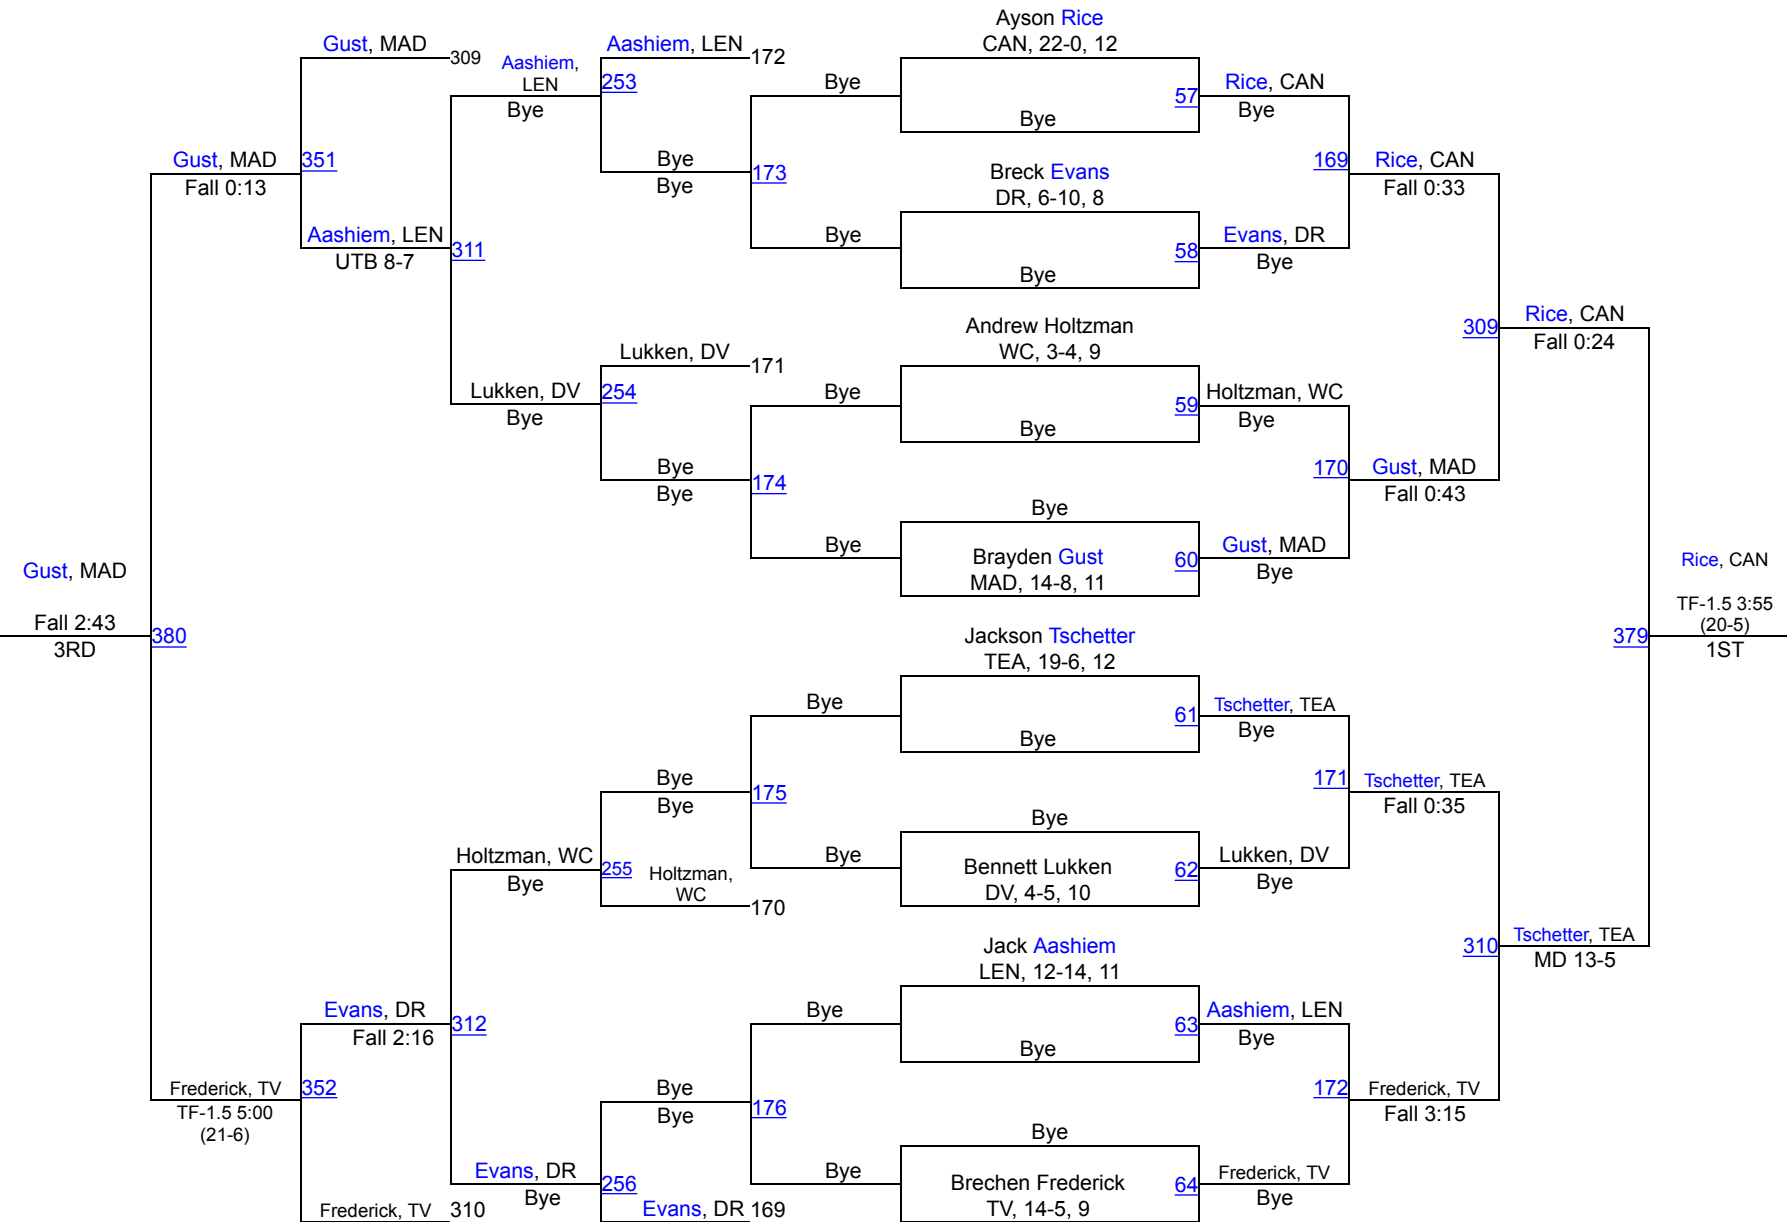 Gust, MAD
309
Aashiem,
LEN
Bye
Aashiem, LEN
172
253
Bye
Ayson Rice
CAN, 22-0, 12
57
Bye
Rice, CAN
Bye
Gust, MAD
Fall 0:13
351
Bye
Bye
173
Breck Evans
DR, 6-10, 8
169
Rice, CAN
Fall 0:33
Aashiem, LEN
UTB 8-7
311
Bye
58
Bye
Evans, DR
Bye
Lukken, DV
171
Andrew Holtzman
WC, 3-4, 9
309
Rice, CAN
Fall 0:24
Lukken, DV
Bye
254
Bye
59
Bye
Holtzman, WC
Bye
Bye
Bye
174
170
Gust, MAD
Fall 0:43
Bye
Bye
Brayden Gust
MAD, 14-8, 11
60
Gust, MAD
Bye
Gust, MAD
Fall 2:43
3RD
380
Rice, CAN
TF-1.5 3:55
(20-5)
1ST
379
Jackson Tschetter
TEA, 19-6, 12
Bye
61
Bye
Tschetter, TEA
Bye
Bye
Bye
175
171
Tschetter, TEA
Fall 0:35
Holtzman, WC
Bye
255
Holtzman,
WC
170
Bye
Bye
Bennett Lukken
DV, 4-5, 10
62
Lukken, DV
Bye
Jack Aashiem
LEN, 12-14, 11
310
Tschetter, TEA
MD 13-5
Evans, DR
Fall 2:16
312
Bye
63
Bye
Aashiem, LEN
Bye
Frederick, TV
TF-1.5 5:00
(21-6)
352
Bye
Bye
176
172
Frederick, TV
Fall 3:15
Evans, DR
Bye
256
Bye
Bye
Brechen Frederick
TV, 14-5, 9
64
Frederick, TV
Bye
Frederick, TV
310
Evans, DR
169